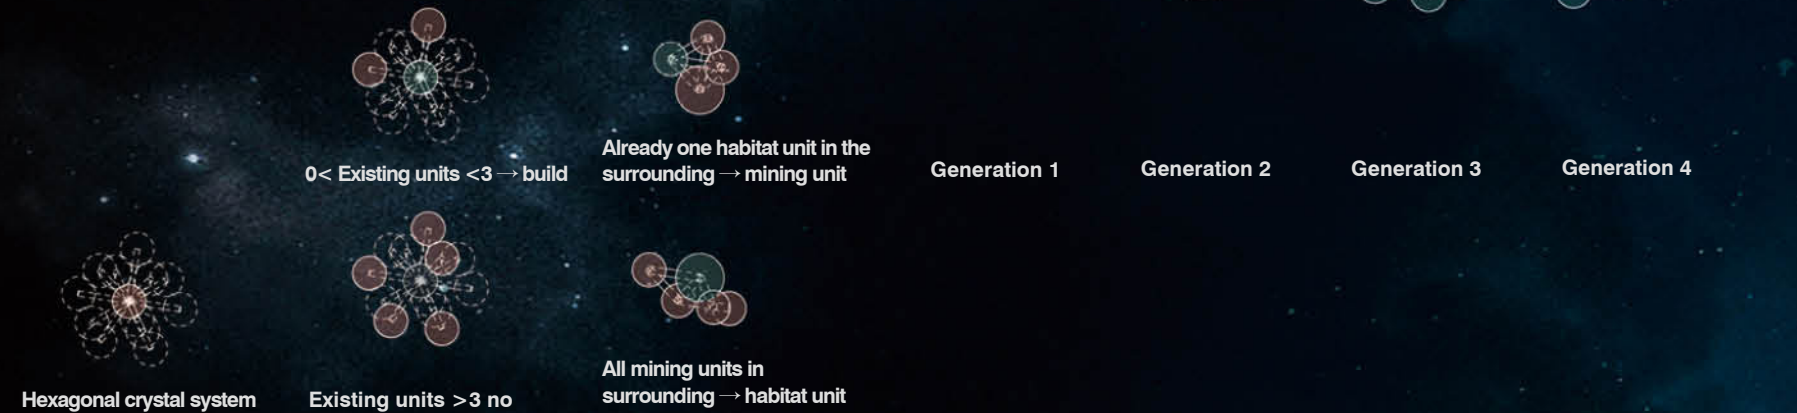 0< Existing units <3 → build
Already one habitat unit in the
surrounding → mining unit
Generation 1
Generation 2
Generation 3
Generation 4
Hexagonal crystal system
Existing units >3 no
All mining units in
surrounding → habitat unit